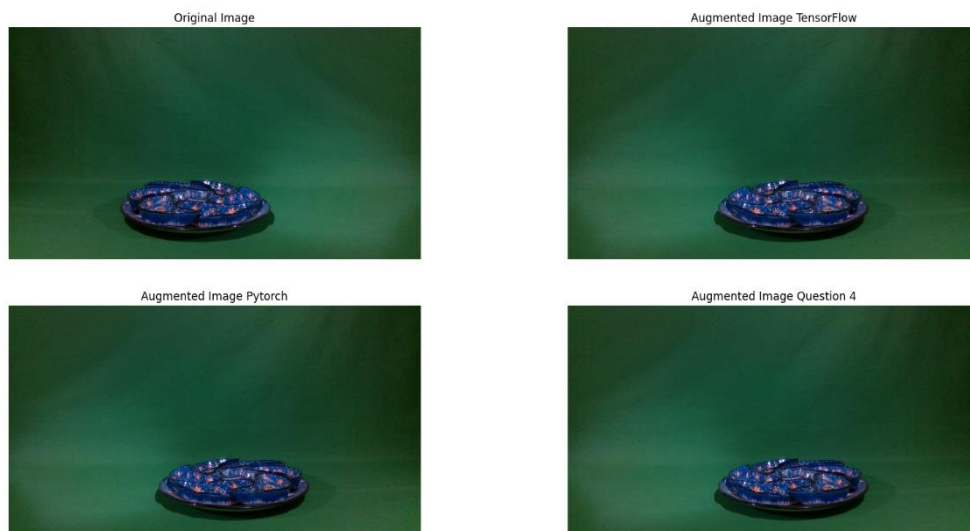 Original Image
Augmented Image TensorFlow
Augmented Image Pytorch
Augmented Image Question 4